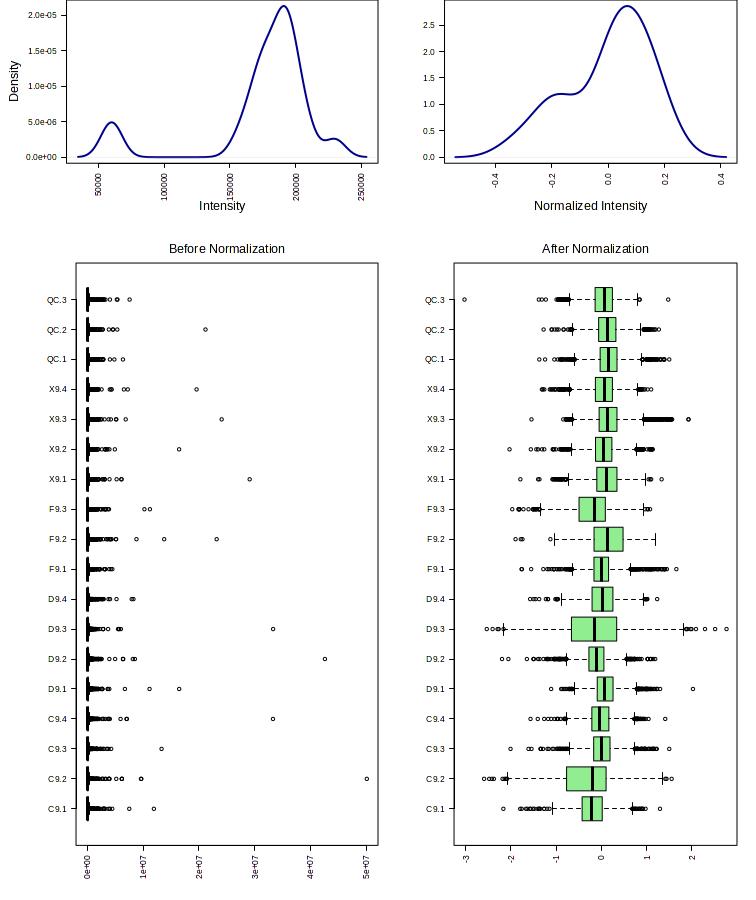 Density
2.0e-05
1.5e-05
1.0e-05
5.0e-06
0.0e+00
50000 100000 150000 200000 250000
Intensity
2.5
2.0
1.5
1.0
0.5
0.0
-0.4 -0.2 0.0 0.2 0.4
Normalized Intensity
Before Normalization
QC.3
QC.2
QC.1
X9.4
X9.3
X9.2
X9.1
F9.3
F9.2
F9.1
D9.4
D9.3
D9.2
D9.1
C9.4
C9.3
C9.2
C9.1
0e+00 1e+07 2e+07 3e+07 4e+07 5e+07
After Normalization
QC.3
QC.2
QC.1
X9.4
X9.3
X9.2
X9.1
F9.3
F9.2
F9.1
D9.4
D9.3
D9.2
D9.1
C9.4
C9.3
C9.2
C9.1
-3 -2 -1 0 1 2